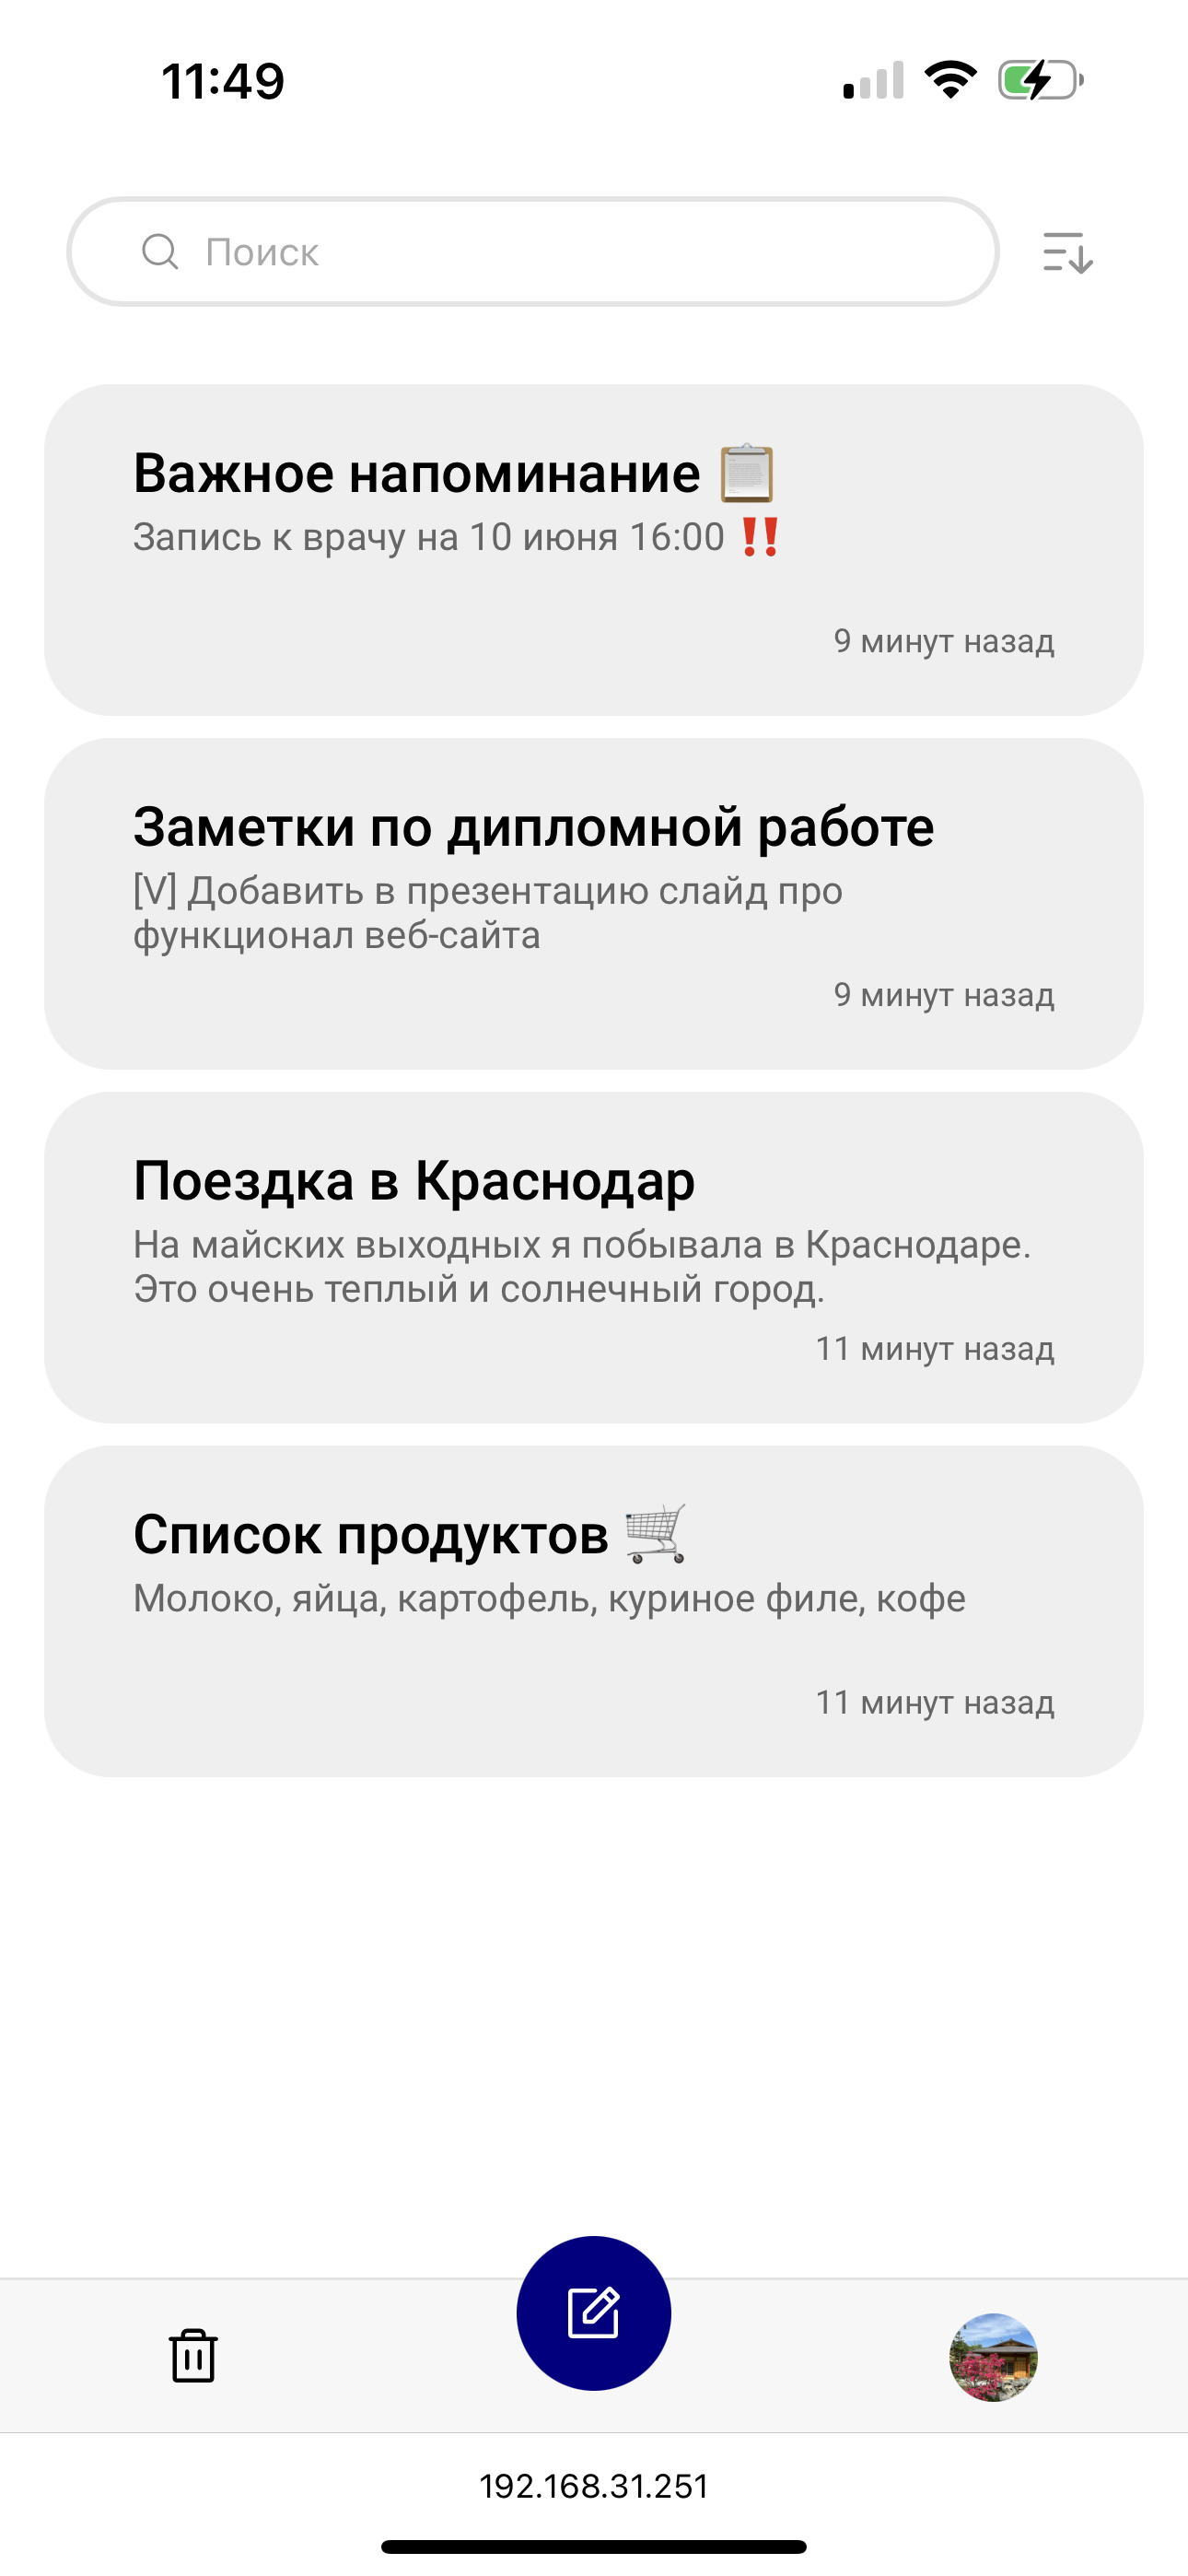 11:49
Поиск
Важное напоминание 📋
Запись к врачу на 10 июня 16:00 ‼️
9 минут назад
Заметки по дипломной работе
[V] Добавить в презентацию слайд про
функционал веб-сайта
9 минут назад
Поездка в Краснодар
На майских выходных я побывала в Краснодаре.
Это очень теплый и солнечный город.
11 минут назад
Список продуктов 🛒
Молоко, яйца, картофель, куриное филе, кофе
11 минут назад
192.168.31.251